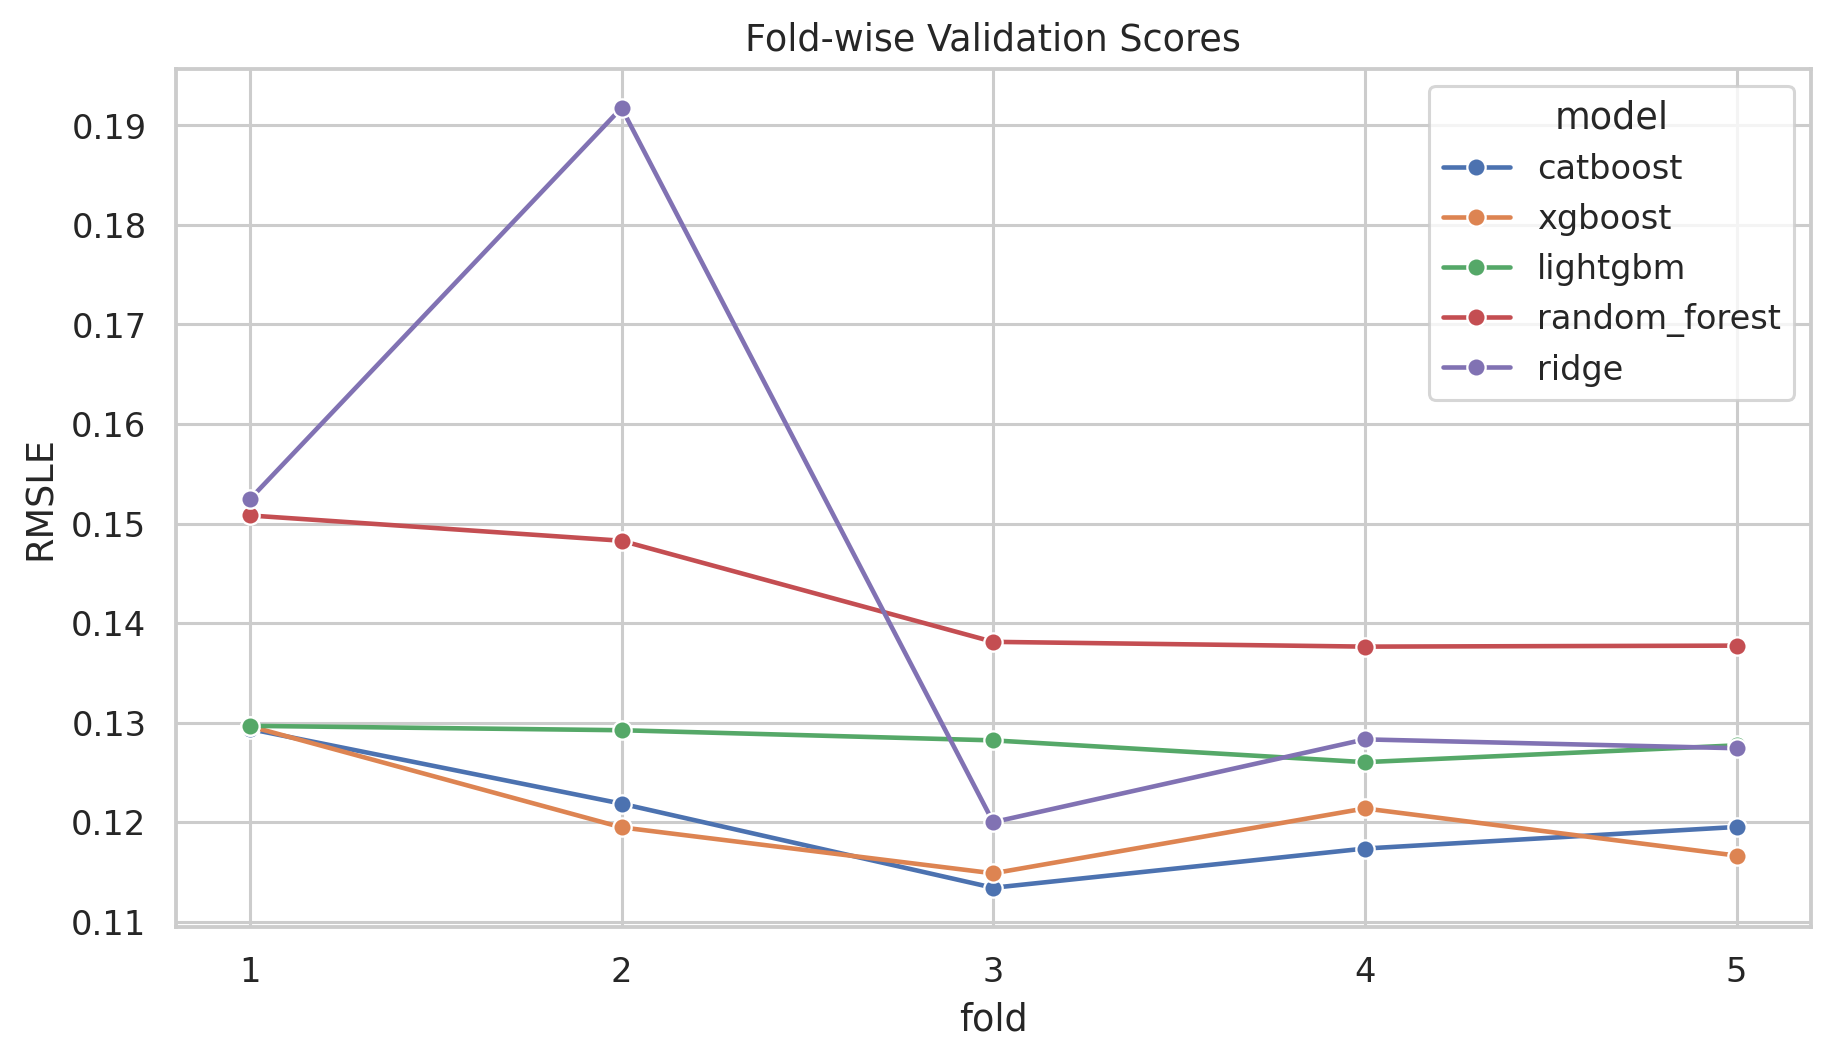 Fold-wise Validation Scores
RMSLE
0.19
0.18
0.17
0.16
0.15
0.14
0.13
0.12
0.11
model
catboost
xgboost
lightgbm
random_forest
ridge
1 2 3 4 5
fold